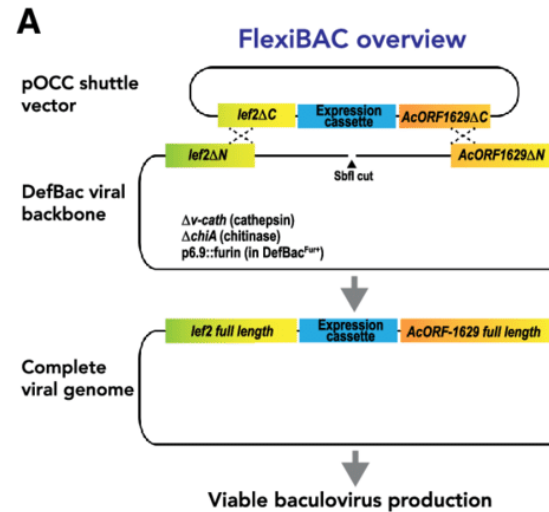 A
FlexiBAC overview
pOCC shuttle
vector
lef2ΔC
Expression
cassette
AcORF1629ΔC
lef2ΔN
AcORF1629ΔN
SbfI cut
DefBac viral
backbone
Δv-cath (cathepsin)
ΔchiA (chitinase)
p6.9::furin (in DefBacFur+)
lef2 full length
Expression
cassette
AcORF-1629 full length
Complete
viral genome
Viable baculovirus production